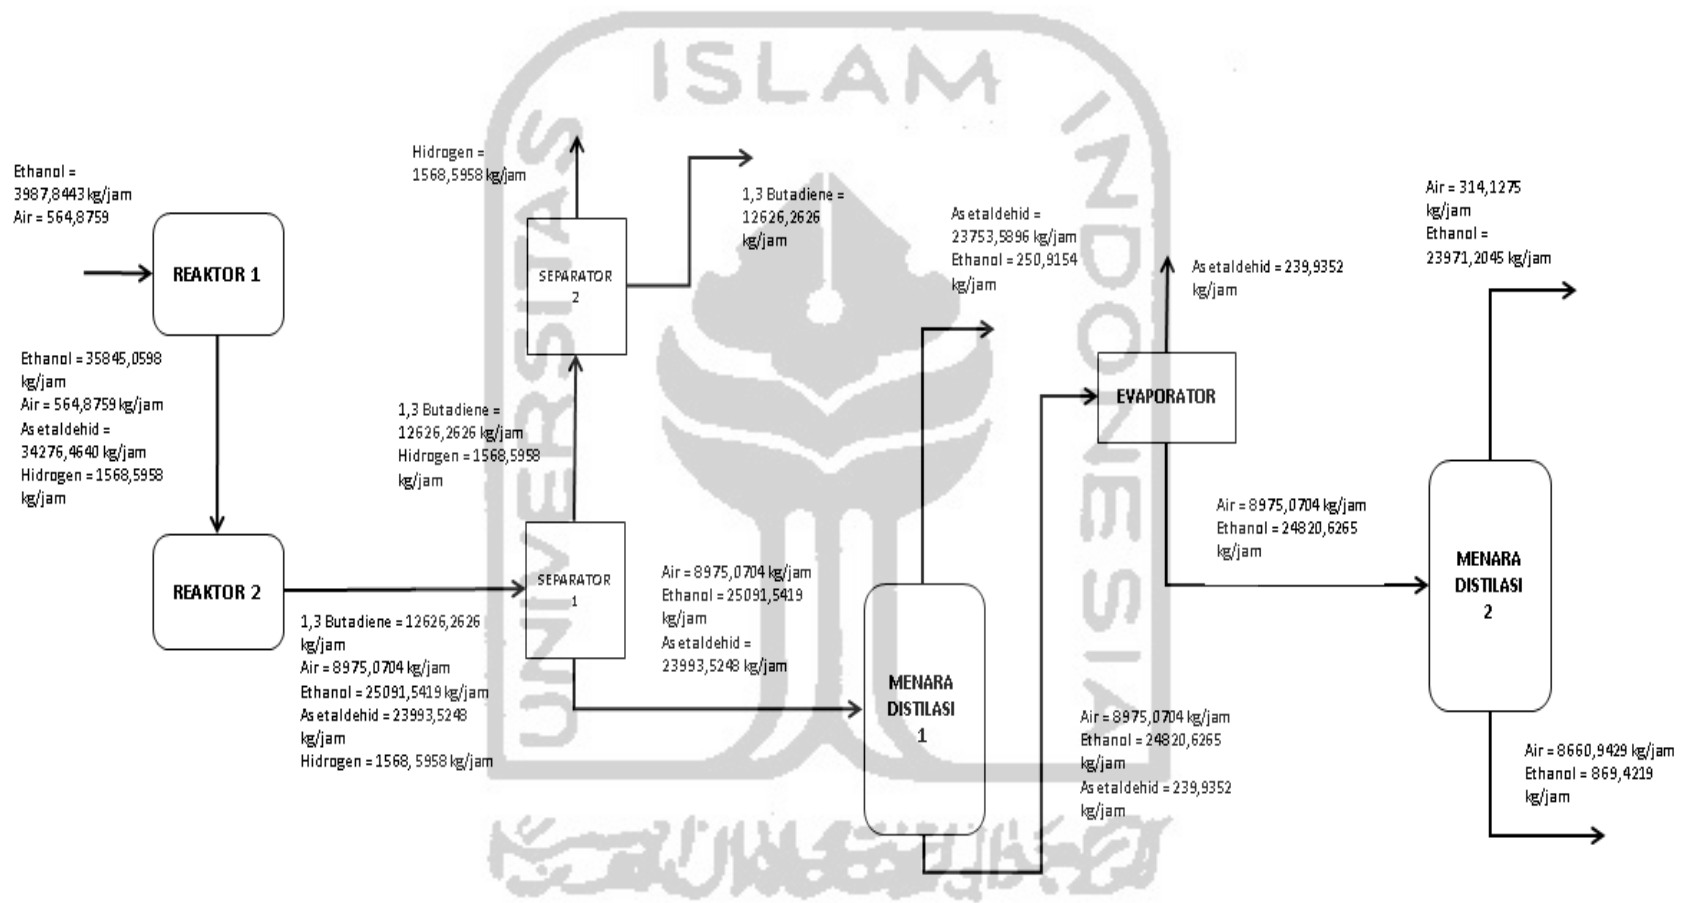 ISLAM
UNIVERSITAS
INDONESIA
Ethanol =
3987,8443 kg/jam
Air = 564,8759
REAKTOR 1
Ethanol = 35845,0598
kg/jam
Air = 564,8759 kg/jam
Asetaldehid =
34276,4640 kg/jam
Hidrogen = 1568,5958
kg/jam
REAKTOR 2
1,3 Butadiene = 12626,2626
kg/jam
Air = 8975,0704 kg/jam
Ethanol = 25091,5419 kg/jam
Asetaldehid = 23993,5248
kg/jam
Hidrogen = 1568, 5958 kg/jam
SEPARATOR
1
1,3 Butadiene =
12626,2626 kg/jam
Hidrogen = 1568,5958
kg/jam
SEPARATOR
2
Hidrogen =
1568,5958 kg/jam
1,3 Butadiene =
12626,2626
kg/jam
Air = 8975,0704 kg/jam
Ethanol = 25091,5419
kg/jam
Asetaldehid =
23993,5248 kg/jam
MENARA
DISTILASI
1
Asetaldehid =
23753,5896 kg/jam
Ethanol = 250,9154
kg/jam
Air = 8975,0704 kg/jam
Ethanol = 24820,6265
kg/jam
Asetaldehid = 239,9352
kg/jam
EVAPORATOR
Asetaldehid = 239,9352
kg/jam
Air = 8975,0704 kg/jam
Ethanol = 24820,6265
kg/jam
MENARA
DISTILASI
2
Air = 314,1275
kg/jam
Ethanol =
23971,2045 kg/jam
Air = 8660,9429 kg/jam
Ethanol = 869,4219
kg/jam